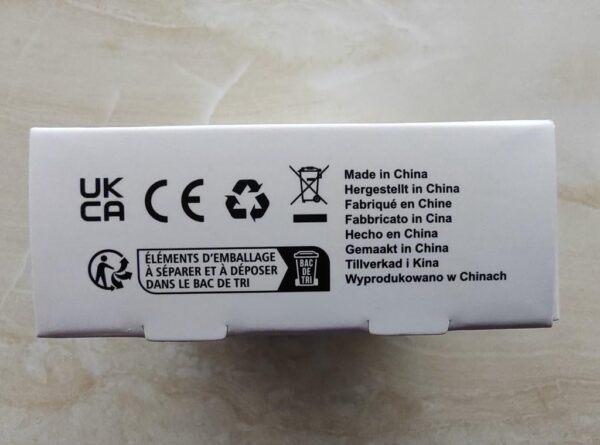 UK
CA
CE
Made in China
Hergestellt in China
Fabriqué en Chine
Fabbricato in Cina
Hecho en China
Gemaakt in China
Tillverkad i Kina
Wyprodukowano w Chinach
ÉLÉMENTS D'EMBALLAGE
À SÉPARER ET À DÉPOSER
DANS LE BAC DE TRI
BAC
DE
TRI